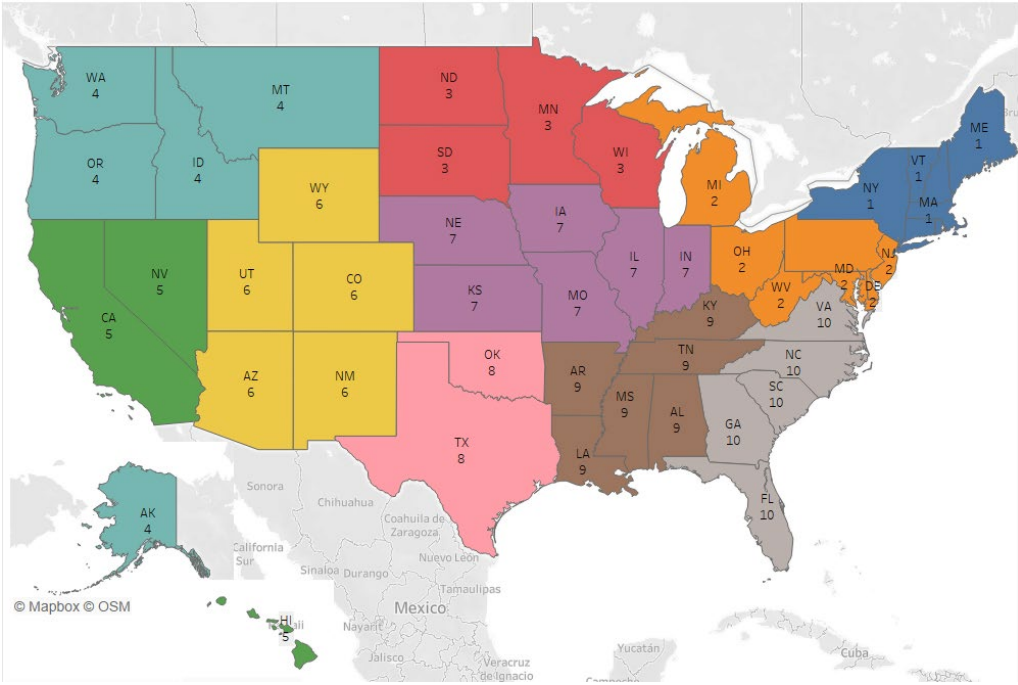 WA
4
MT
4
ND
3
MN
3
ME
1
OR
4
ID
4
SD
3
WI
3
VT
1
NY
1
MA
1
WY
6
MI
2
NE
7
IA
7
NV
5
UT
6
CO
6
KS
7
MO
7
IL
7
IN
7
OH
2
WV
2
MD
2
NJ
2
DE
2
CA
5
KY
9
VA
10
AZ
6
NM
6
OK
8
AR
9
TN
9
NC
10
SC
10
MS
9
AL
9
GA
10
TX
8
LA
9
FL
10
AK
4
HI
5
Sonora
Chihuahua
Coahuila de
Zaragoza
California
Sur
Sinaloa
Durango
Nuevo León
Tamaulipas
Mexico
Nayarit
Jalisco
Veracruz
de Ignacio
Yucatán
Campeche
Cuba
© Mapbox © OSM